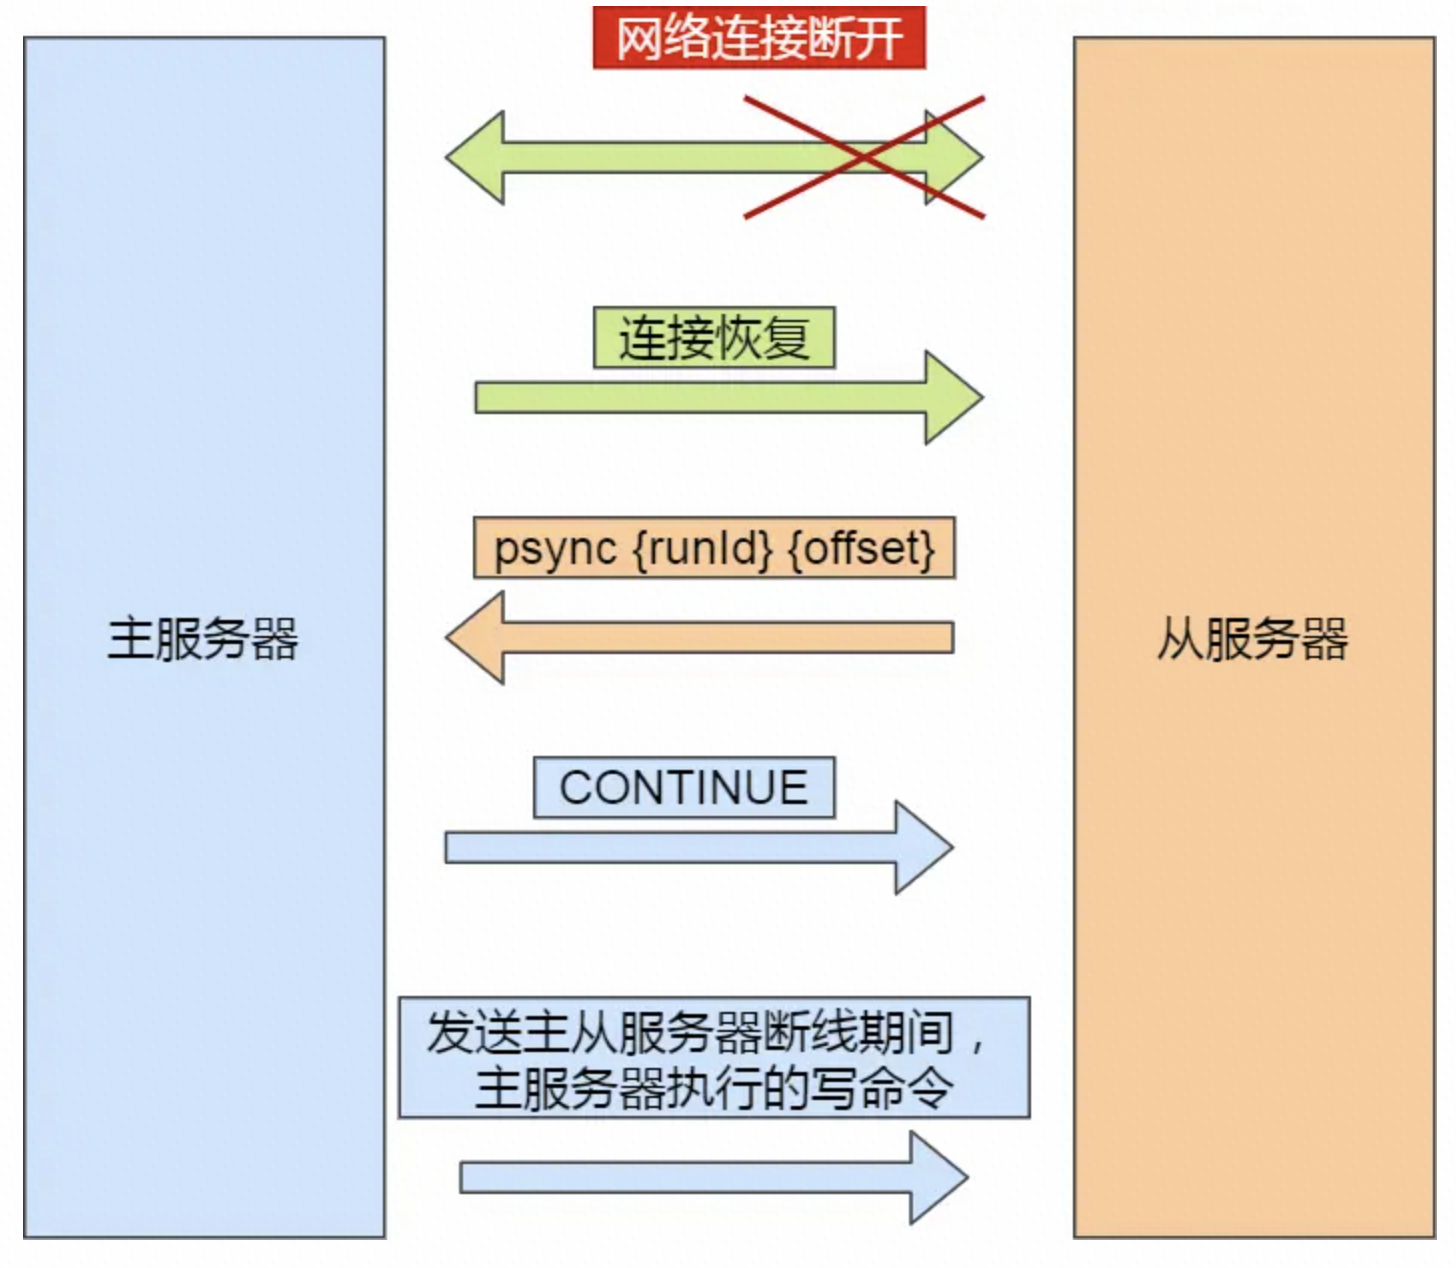 网络连接断开
连接恢复
psync {runId} {offset}
主服务器
从服务器
CONTINUE
发送主从服务器断线期间，
主服务器执行的写命令